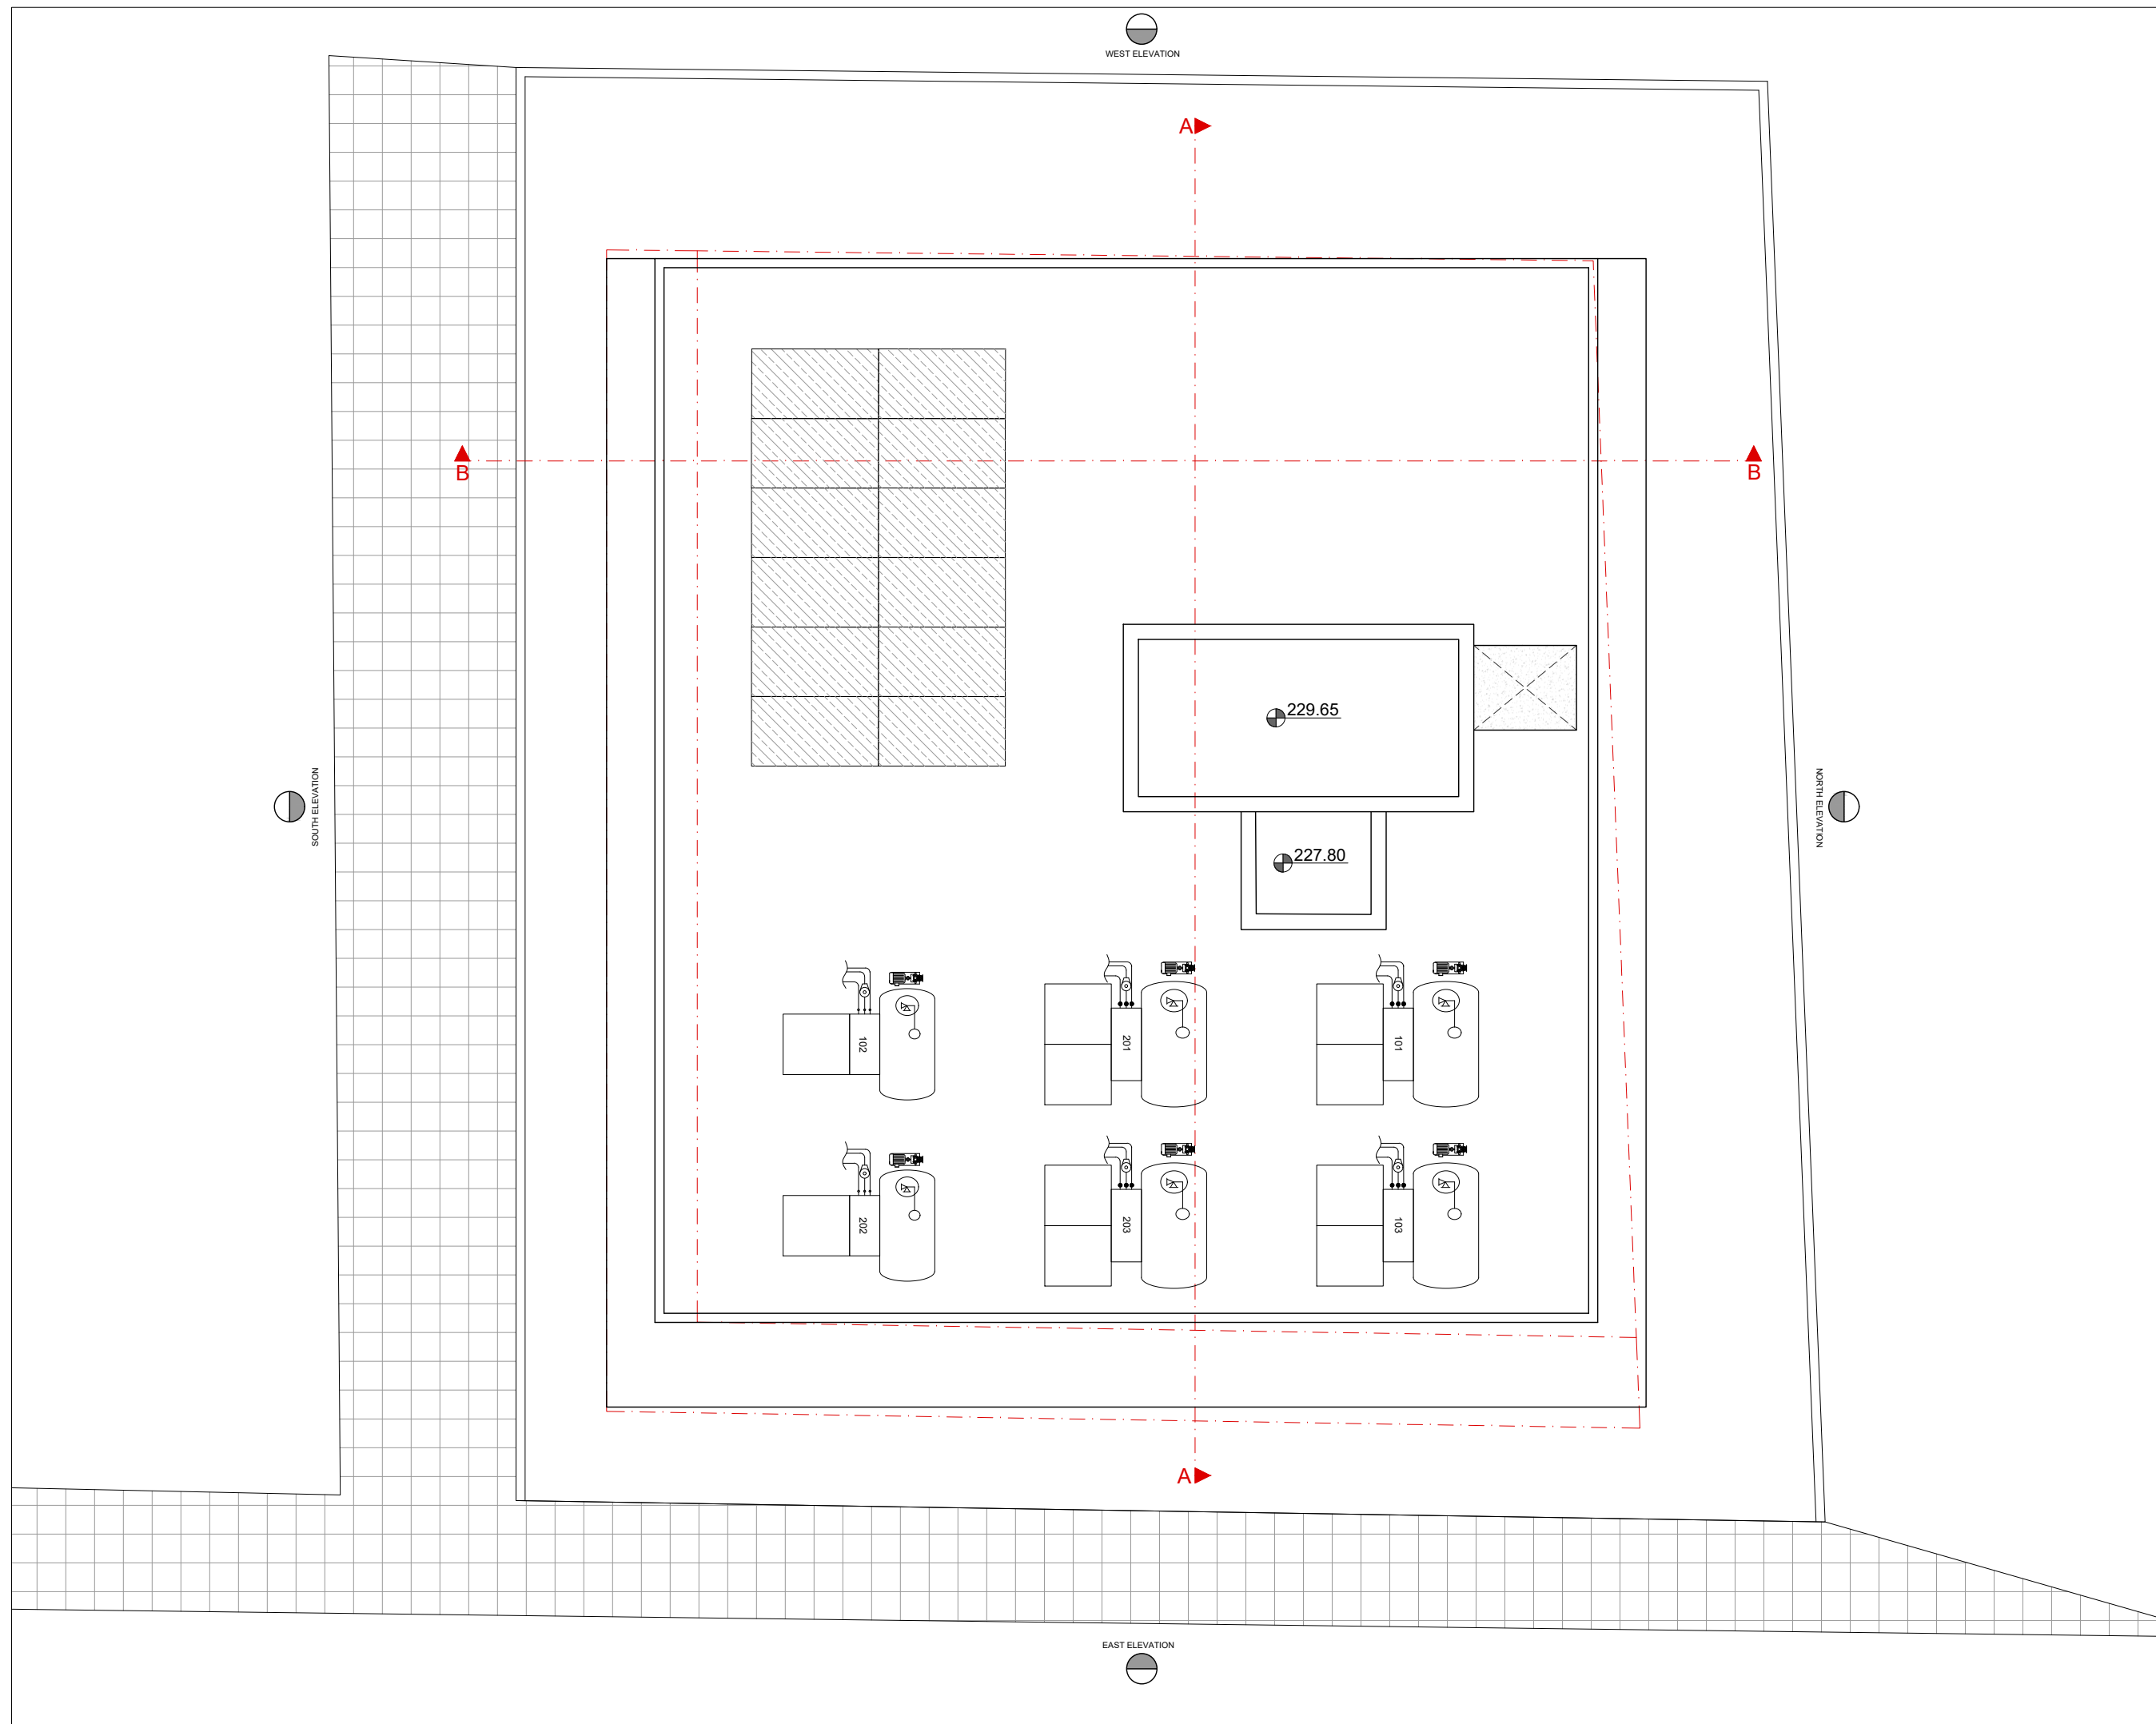 WEST ELEVATION
A
B
B
229.65
SOUTH ELEVATION
NORTH ELEVATION
227.80
102
201
101
202
203
103
A
EAST ELEVATION